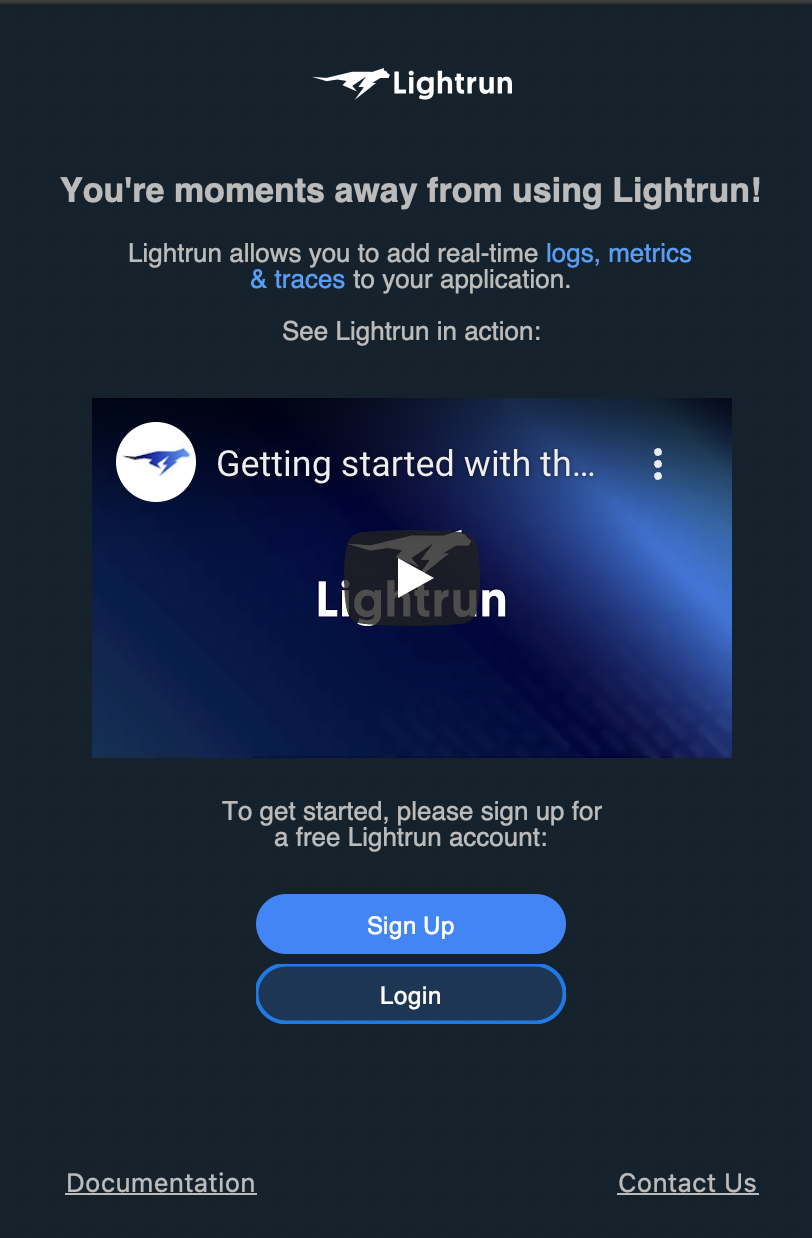 Lightrun
You're moments away from using Lightrun!
Lightrun allows you to add real-time logs, metrics
& traces to your application.
See Lightrun in action:
Getting started with th...
Lightrun
To get started, please sign up for
a free Lightrun account:
Sign Up
Login
Documentation
Contact Us